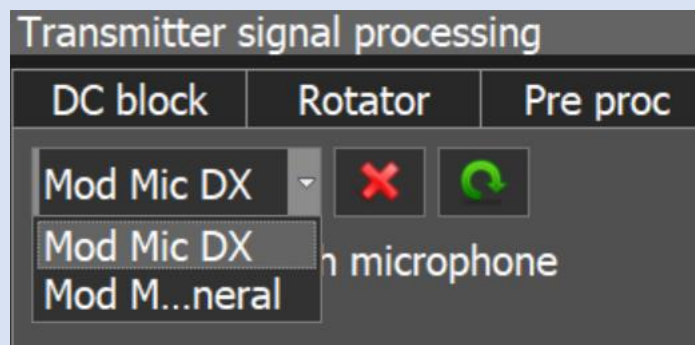 Transmitter signal processing
DC block Rotator Pre proc
Mod Mic DX
Mod Mic DX
microphone
Mod M...neral